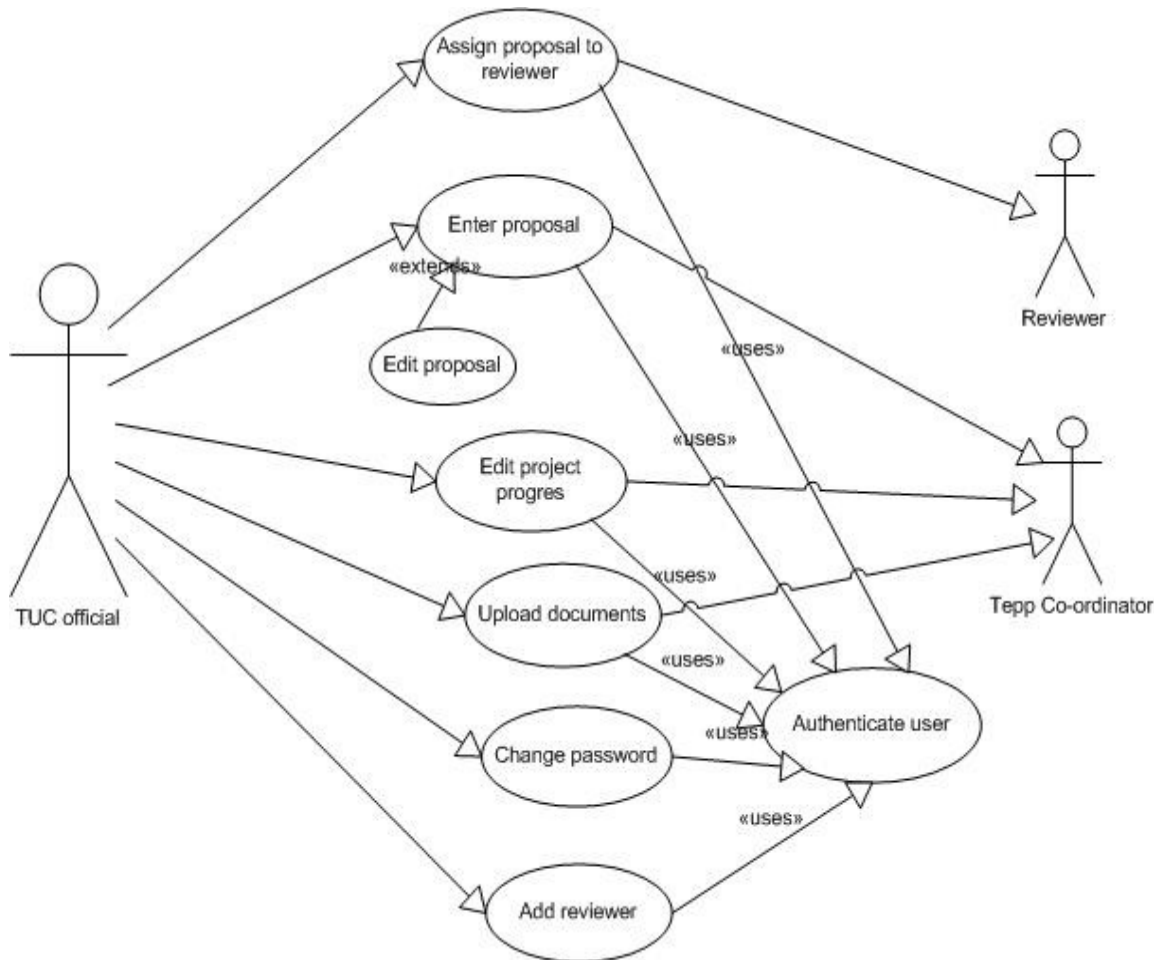 Assign proposal to
reviewer
Enter proposal
«extends»
Reviewer
«uses»
Edit proposal
«uses»
Edit project
progres
«uses»
Upload documents
TUC official
Tepp Co-ordinator
«uses»
Authenticate user
«uses»
Change password
«uses»
Add reviewer